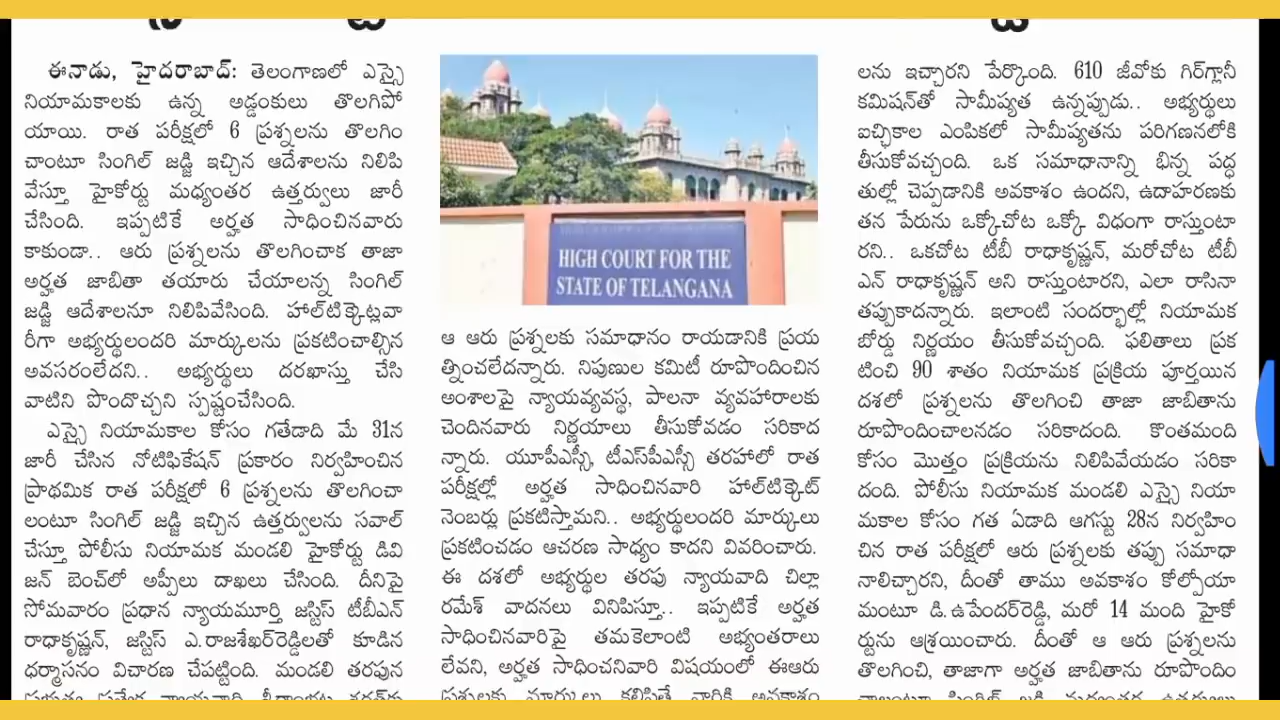 ఈనాడు, హైదరాబాద్: తెలంగాణలో ఎస్సై
నియామకాలకు ఉన్న అడ్డంకులు తొలగిపో
యాయి. రాత పరీక్షలో 6 ప్రశ్నలను తొలగిం
చాంటూ సింగిల్ జడ్జి ఇచ్చిన ఆదేశాలను నిలిపి
వేస్తూ హైకోర్టు మధ్యంతర ఉత్తర్వులు జారీ
చేసింది. ఇప్పటికే అర్హత సాధించినవారు
కాకుండా.. ఆరు ప్రశ్నలను తొలగించాక తాజా
అర్హత జాబితా తయారు చేయాలన్న సింగిల్
జడ్జి ఆదేశాలనూ నిలిపివేసింది. హాల్‌టిక్కెట్లవా
రీగా అభ్యర్థులందరి మార్కులను ప్రకటించాల్సిన
అవసరంలేదని.. అభ్యర్థులు దరఖాస్తు చేసి
వాటిని పొందొచ్చని స్పష్టంచేసింది.
ఎస్సై నియామకాల కోసం గతేడాది మే 31న
జారీ చేసిన నోటిఫికేషన్ ప్రకారం నిర్వహించిన
ప్రాథమిక రాత పరీక్షలో 6 ప్రశ్నలను తొలగించా
లంటూ సింగిల్ జడ్జి ఇచ్చిన ఉత్తర్వులను సవాల్
చేస్తూ పోలీసు నియామక మండలి హైకోర్టు డివి
జన్ బెంచ్‌లో అప్పీలు దాఖలు చేసింది. దీనిపై
సోమవారం ప్రధాన న్యాయమూర్తి జస్టిస్ టీబీఎన్
రాధాకృష్ణన్, జస్టిస్ ఎ.రాజశేఖర్‌రెడ్డిలతో కూడిన
ధర్మాసనం విచారణ చేపట్టింది. మండలి తరఫున
HIGH COURT FOR THE
STATE OF TELANGANA
ఆ ఆరు ప్రశ్నలకు సమాధానం రాయడానికి ప్రయ
త్నించలేదన్నారు. నిపుణుల కమిటీ రూపొందించిన
అంశాలపై న్యాయవ్యవస్థ, పాలనా వ్యవహారాలకు
చెందినవారు నిర్ణయాలు తీసుకోవడం సరికాద
న్నారు. యూపీఎస్సీ, టీఎస్‌పీఎస్సీ తరహాలో రాత
పరీక్షల్లో అర్హత సాధించినవారి హాల్‌టిక్కెట్
నెంబర్లు ప్రకటిస్తామని.. అభ్యర్థులందరి మార్కులు
ప్రకటించడం ఆచరణ సాధ్యం కాదని వివరించారు.
ఈ దశలో అభ్యర్థుల తరపు న్యాయవాది చిల్లా
రమేశ్ వాదనలు వినిపిస్తూ.. ఇప్పటికే అర్హత
సాధించినవారిపై తమకెలాంటి అభ్యంతరాలు
లేవని, అర్హత సాధించనివారి విషయంలో ఈఆరు
ప్రశ్నలకు మార్కులు కలిపితే వారికి అవకాశం
లను ఇచ్చారని పేర్కొంది. 610 జీవోకు గిర్‌గ్లానీ
కమిషన్‌తో సామీప్యత ఉన్నప్పుడు.. అభ్యర్థులు
ఐచ్ఛికాల ఎంపికలో సామీప్యతను పరిగణనలోకి
తీసుకోవచ్చంది. ఒక సమాధానాన్ని భిన్న పద్ధ
తుల్లో చెప్పడానికి అవకాశం ఉందని, ఉదాహరణకు
తన పేరును ఒక్కోచోట ఒక్కో విధంగా రాస్తుంటా
రని.. ఒకచోట టీబీ రాధాకృష్ణన్, మరోచోట టీబీ
ఎన్ రాధాకృష్ణన్ అని రాస్తుంటారని, ఎలా రాసినా
తప్పుకాదన్నారు. ఇలాంటి సందర్భాల్లో నియామక
బోర్డు నిర్ణయం తీసుకోవచ్చంది. ఫలితాలు ప్రక
టించి 90 శాతం నియామక ప్రక్రియ పూర్తయిన
దశలో ప్రశ్నలను తొలగించి తాజా జాబితాను
రూపొందించాలనడం సరికాదంది. కొంతమంది
కోసం మొత్తం ప్రక్రియను నిలిపివేయడం సరికా
దంది. పోలీసు నియామక మండలి ఎస్సై నియా
మకాల కోసం గత ఏడాది ఆగస్టు 28న నిర్వహిం
చిన రాత పరీక్షలో ఆరు ప్రశ్నలకు తప్పు సమాధా
నాలిచ్చారని, దీంతో తాము అవకాశం కోల్పోయా
మంటూ డి.ఉపేందర్‌రెడ్డి, మరో 14 మంది హైకో
ర్టును ఆశ్రయించారు. దీంతో ఆ ఆరు ప్రశ్నలను
తొలగించి, తాజాగా అర్హత జాబితాను రూపొందిం